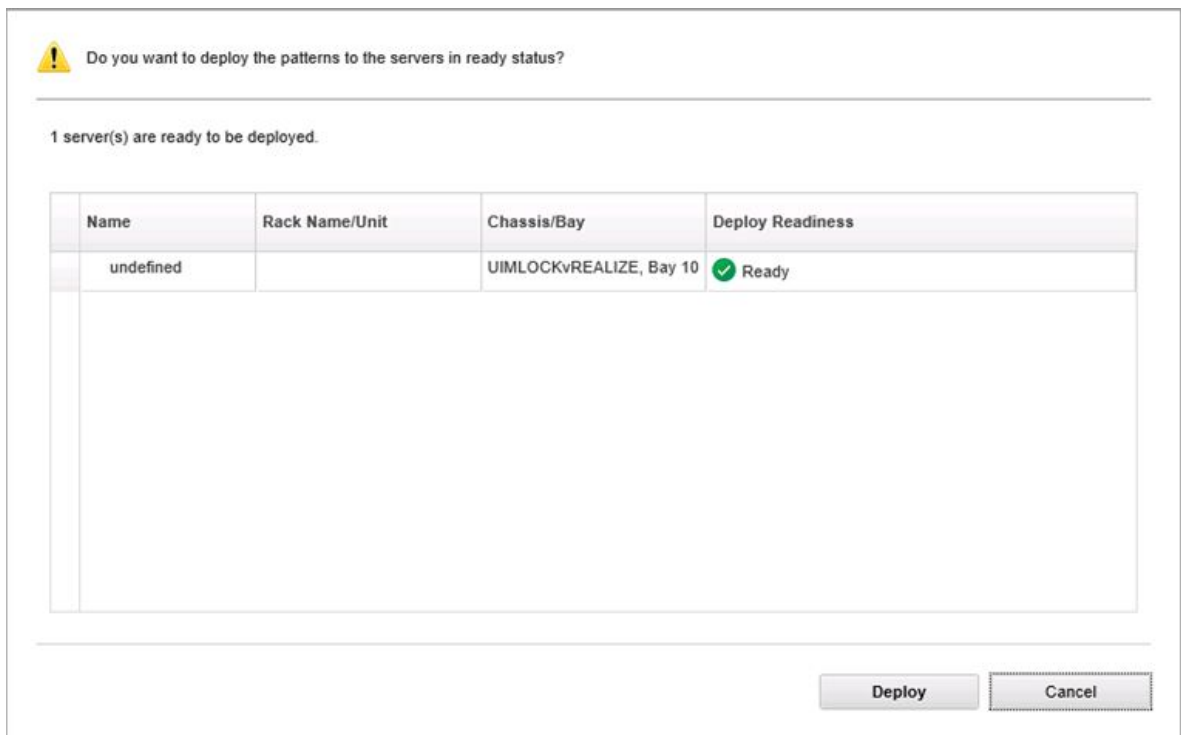 Do you want to deploy the patterns to the servers in ready status?
1 server(s) are ready to be deployed.
Name Rack Name/Unit Chassis/Bay Deploy Readiness
undefined UIMLOCKvREALIZE, Bay 10 Ready
Deploy Cancel